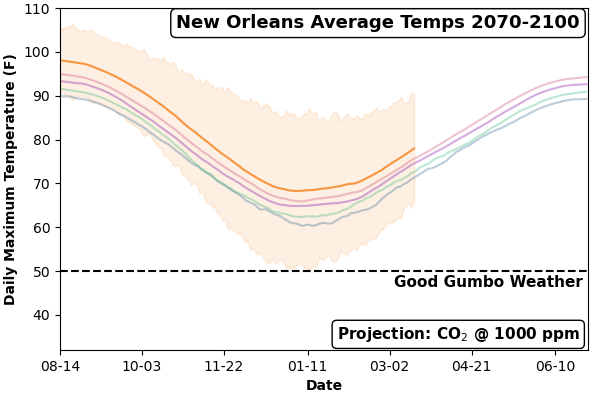 New Orleans Average Temps 2070-2100
Daily Maximum Temperature (F)
110
100
90
80
70
60
50
40
Good Gumbo Weather
Projection: CO₂ @ 1000 ppm
08-14 10-03 11-22 01-11 03-02 04-21 06-10
Date